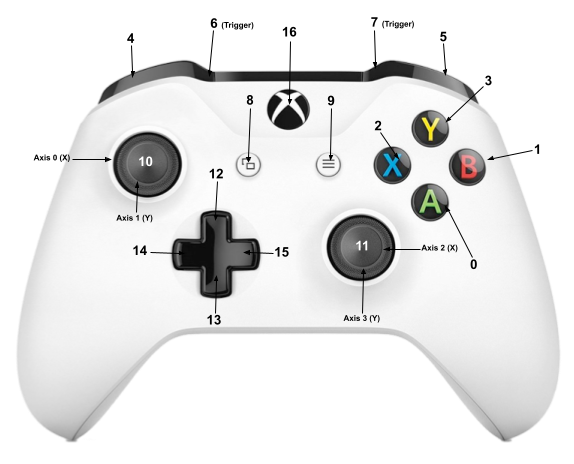 6 (Trigger)
7 (Trigger)
4
16
5
3
8
9
2
Y
1
Axis 0 (X)
10
X
B
Axis 1 (Y)
12
A
14
15
11
Axis 2 (X)
0
13
Axis 3 (Y)